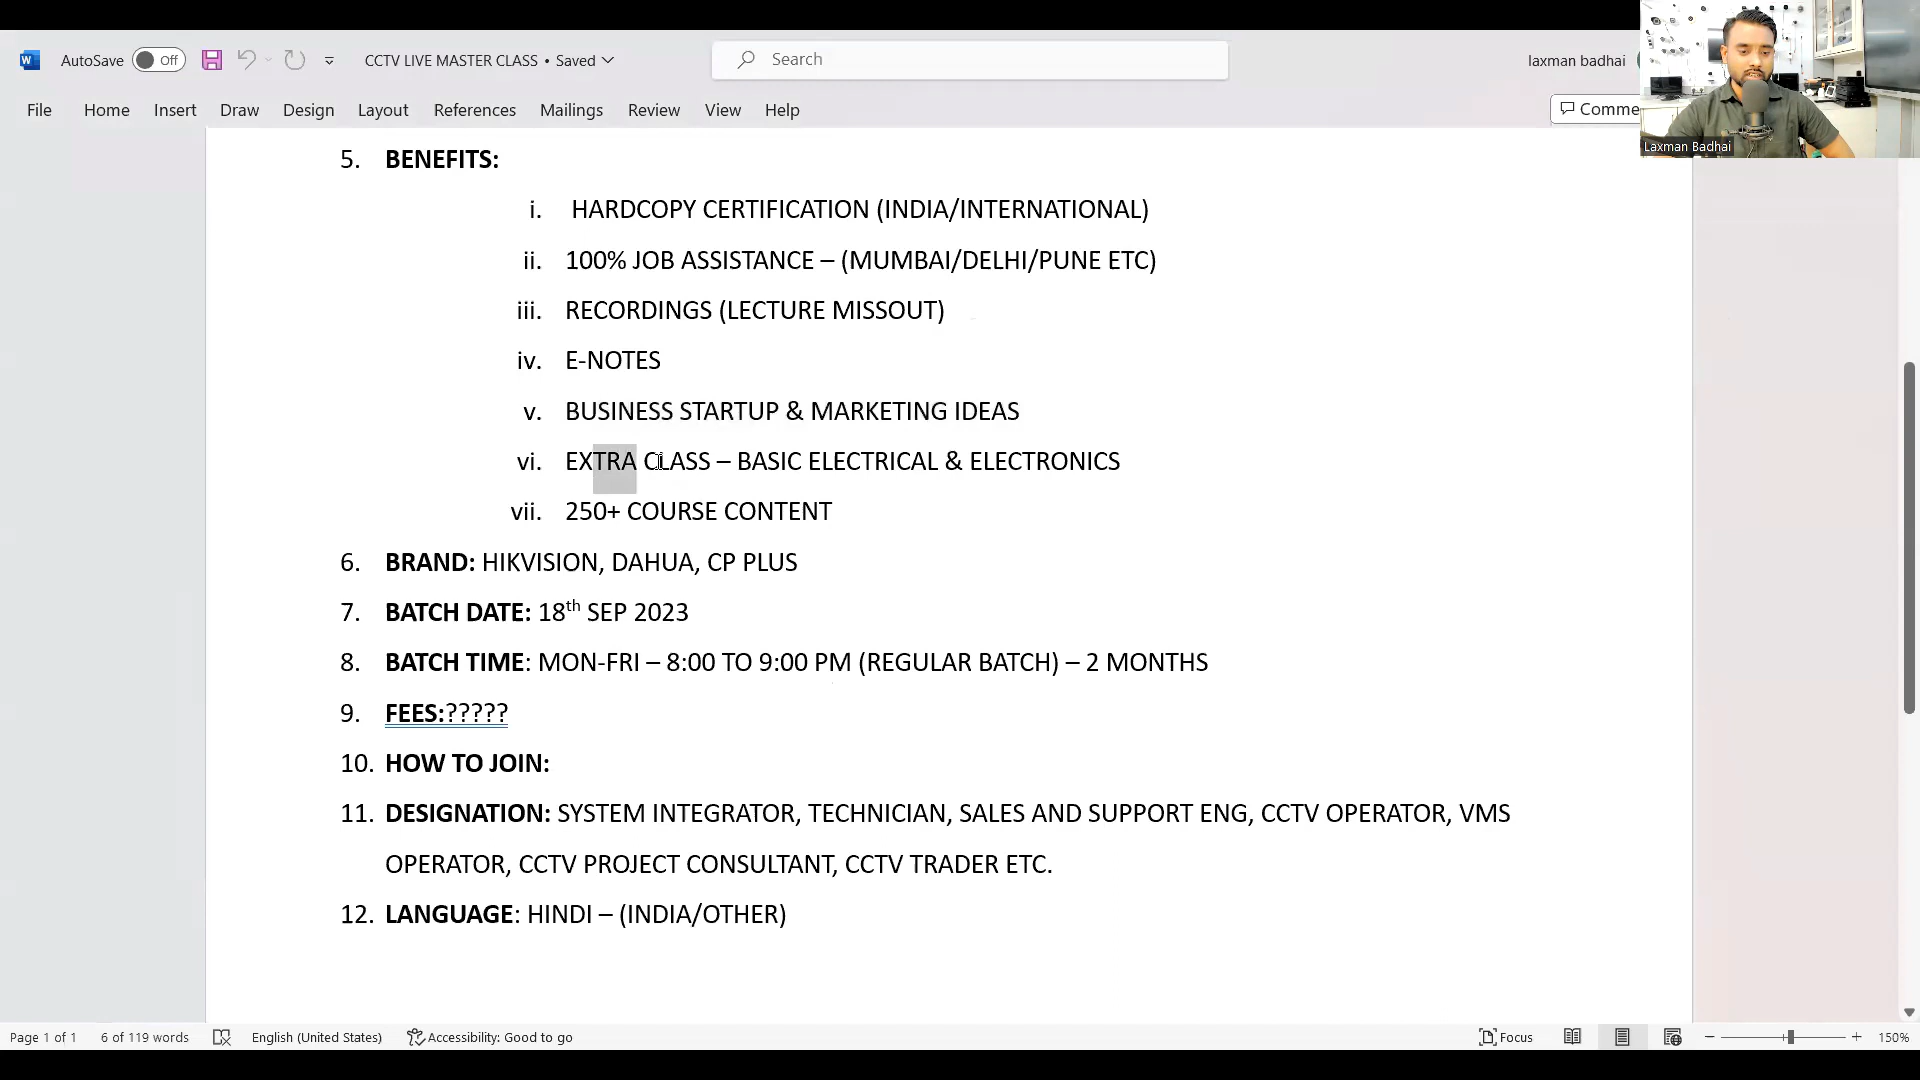 AutoSave Off CCTV LIVE MASTER CLASS • Saved Search laxman badhai
File Home Insert Draw Design Layout References Mailings Review View Help Comme
Laxman Badhai
5. BENEFITS:
i. HARDCOPY CERTIFICATION (INDIA/INTERNATIONAL)
ii. 100% JOB ASSISTANCE – (MUMBAI/DELHI/PUNE ETC)
iii. RECORDINGS (LECTURE MISSOUT)
iv. E-NOTES
v. BUSINESS STARTUP & MARKETING IDEAS
vi. EXTRA CLASS – BASIC ELECTRICAL & ELECTRONICS
vii. 250+ COURSE CONTENT
6. BRAND: HIKVISION, DAHUA, CP PLUS
7. BATCH DATE: 18th SEP 2023
8. BATCH TIME: MON-FRI – 8:00 TO 9:00 PM (REGULAR BATCH) – 2 MONTHS
9. FEES:?????
10. HOW TO JOIN:
11. DESIGNATION: SYSTEM INTEGRATOR, TECHNICIAN, SALES AND SUPPORT ENG, CCTV OPERATOR, VMS
OPERATOR, CCTV PROJECT CONSULTANT, CCTV TRADER ETC.
12. LANGUAGE: HINDI – (INDIA/OTHER)
Page 1 of 1 6 of 119 words English (United States) Accessibility: Good to go Focus 150%